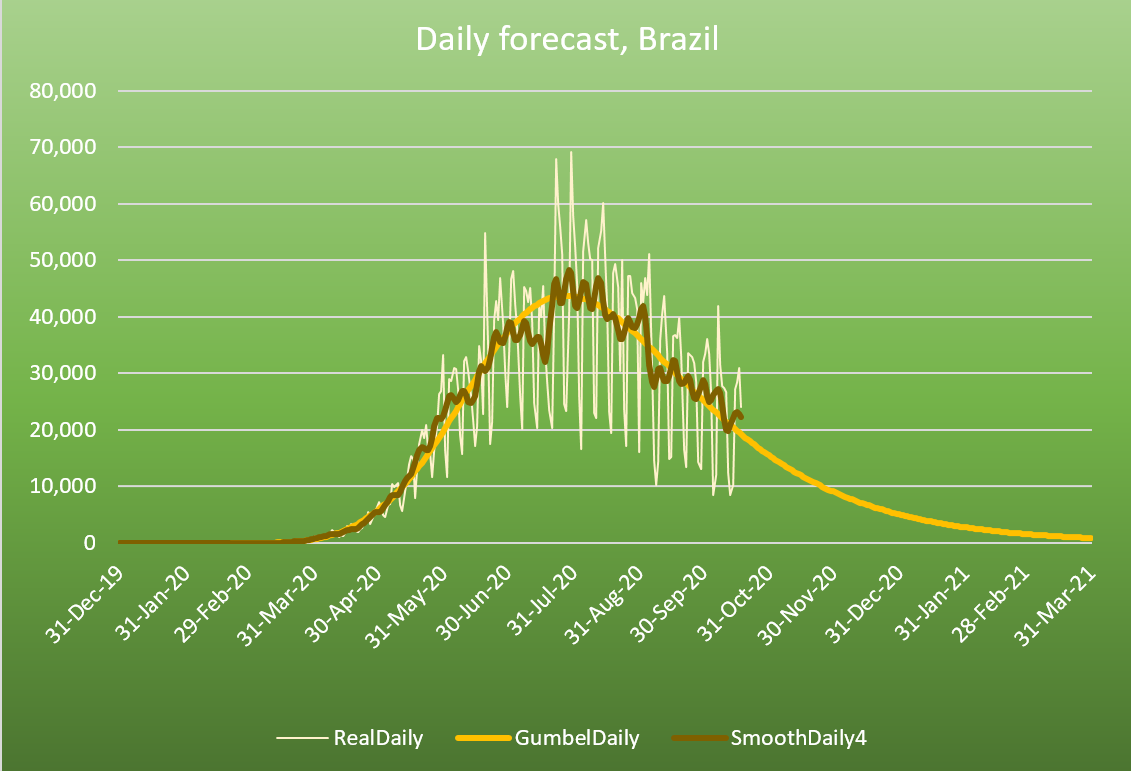 Daily forecast, Brazil
80,000
70,000
60,000
50,000
40,000
30,000
20,000
10,000
0
31-Dec-19
31-Jan-20
29-Feb-20
31-Mar-20
30-Apr-20
31-May-20
30-Jun-20
31-Jul-20
31-Aug-20
30-Sep-20
31-Oct-20
30-Nov-20
31-Dec-20
31-Jan-21
28-Feb-21
31-Mar-21
RealDaily GumbelDaily SmoothDaily4